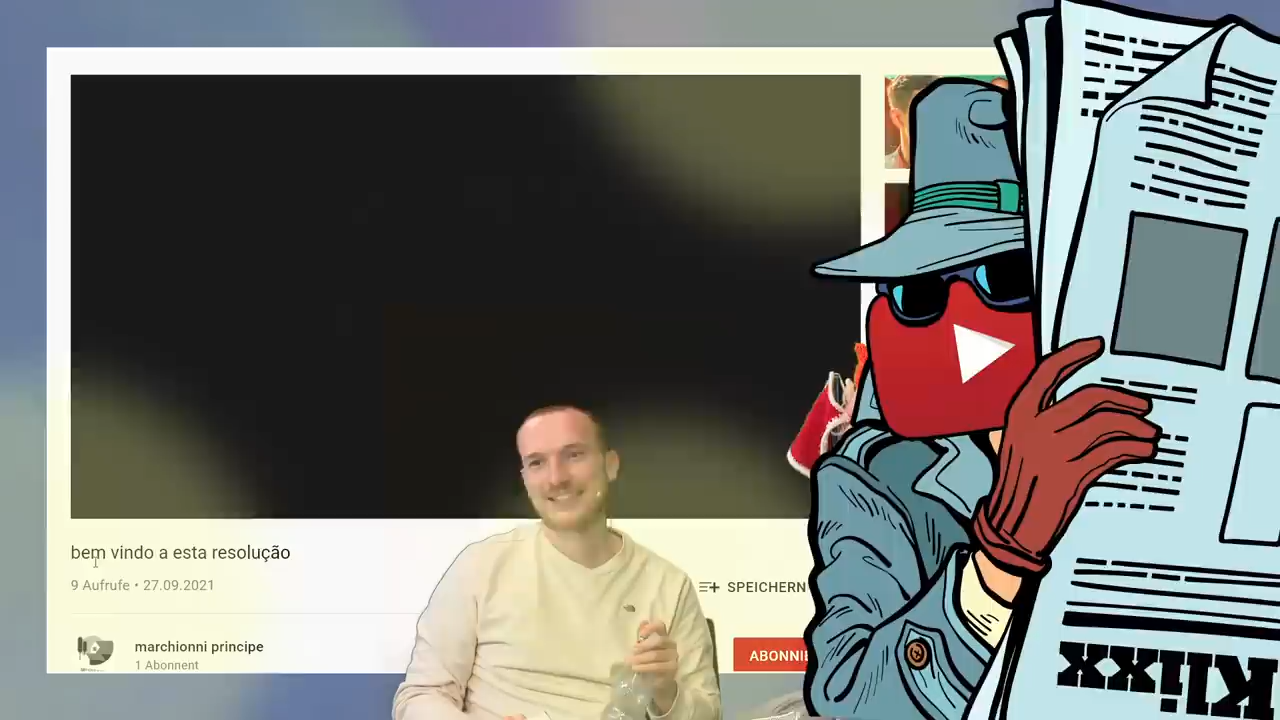 bem vindo a esta resolução
9 Aufrufe • 27.09.2021
SPEICHERN
marchionni principe
1 Abonnent
ABONNIE
Klixx